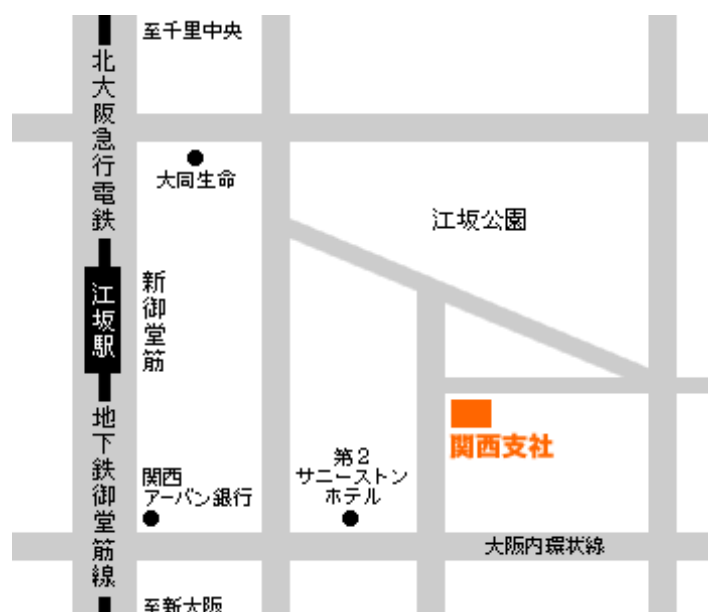 至千里中央
北大阪急行電鉄
大同生命
江坂公園
新御堂筋
江坂駅
地下鉄御堂筋線
関西支社
第2
サニーストン
ホテル
関西
アーバン銀行
大阪内環状線
至新大阪